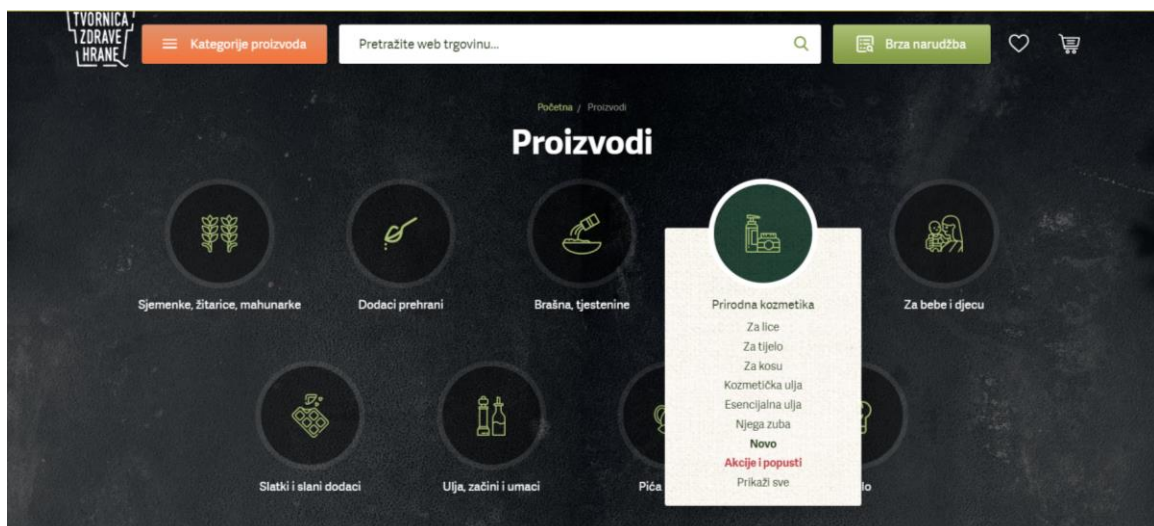 TVORNICA
ZDRAVE
HRANE
Kategorije proizvoda
Pretražite web trgovinu...
Brza narudžba
Početna / Proizvodi
Proizvodi
Sjemenke, žitarice, mahunarke
Dodaci prehrani
Brašna, tjestenine
Prirodna kozmetika
Za bebe i djecu
Za lice
Za tijelo
Za kosu
Kozmetička ulja
Esencijalna ulja
Njega zuba
Novo
Akcije i popusti
Prikaži sve
Slatki i slani dodaci
Ulja, začini i umaci
Pića